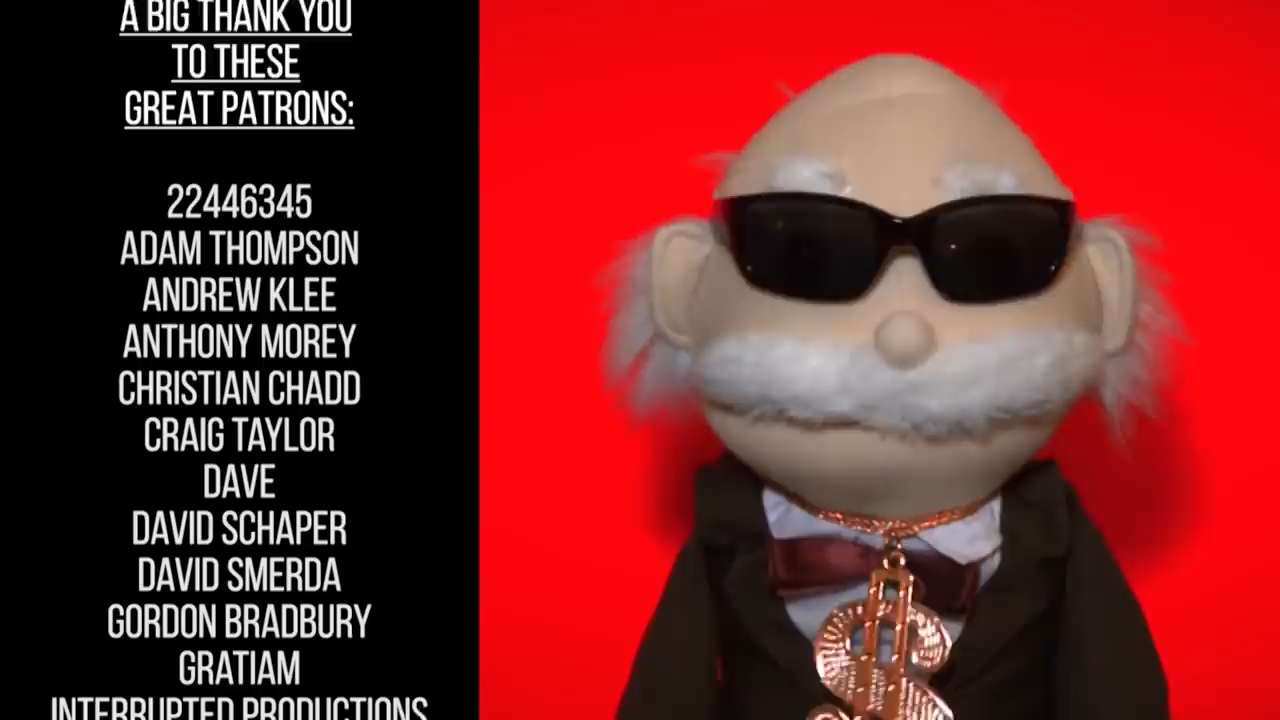 A BIG THANK YOU
TO THESE
GREAT PATRONS:
22446345
ADAM THOMPSON
ANDREW KLEE
ANTHONY MOREY
CHRISTIAN CHADD
CRAIG TAYLOR
DAVE
DAVID SCHAPER
DAVID SMERDA
GORDON BRADBURY
GRATIAM
INTERRUPTED PRODUCTIONS